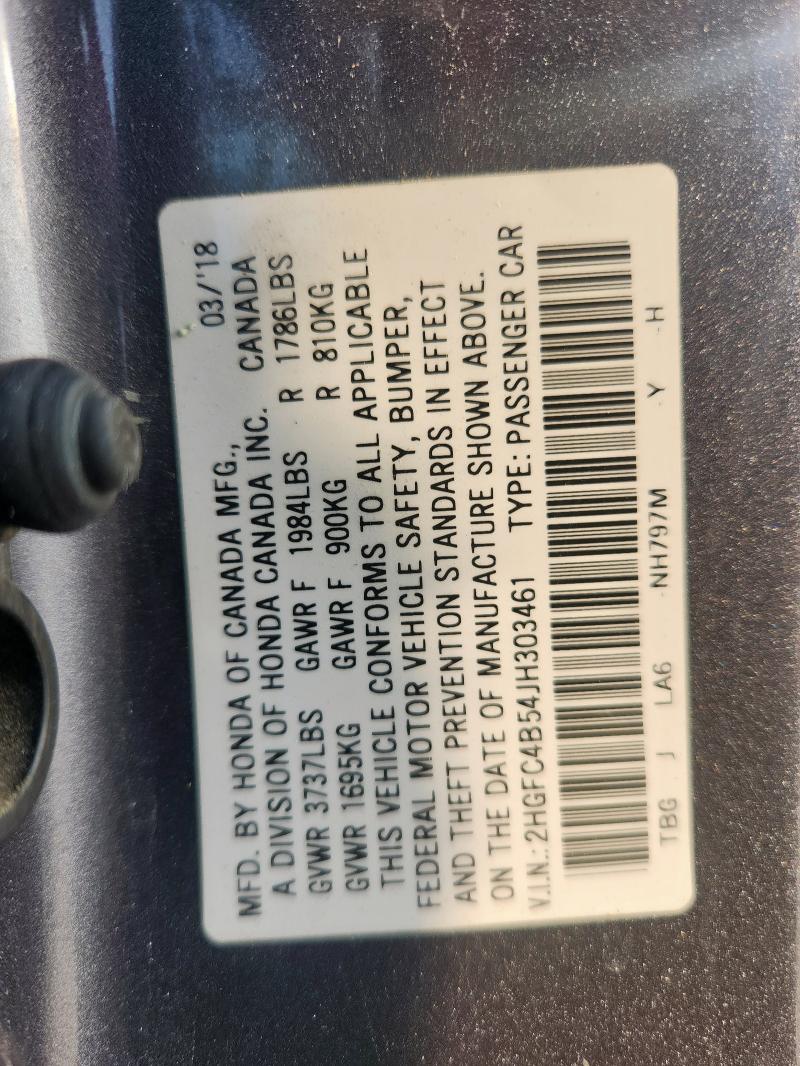 MFD. BY HONDA OF CANADA MFG., 03/'18
A DIVISION OF HONDA CANADA INC. CANADA
GVWR 3737LBS GAWR F 1984LBS R 1786LBS
GVWR 1695KG GAWR F 900KG R 810KG
THIS VEHICLE CONFORMS TO ALL APPLICABLE
FEDERAL MOTOR VEHICLE SAFETY, BUMPER,
AND THEFT PREVENTION STANDARDS IN EFFECT
ON THE DATE OF MANUFACTURE SHOWN ABOVE.
V.I.N.:2HGFC4B54JH303461 TYPE: PASSENGER CAR
TBG J LA6 -NH797M -Y -H